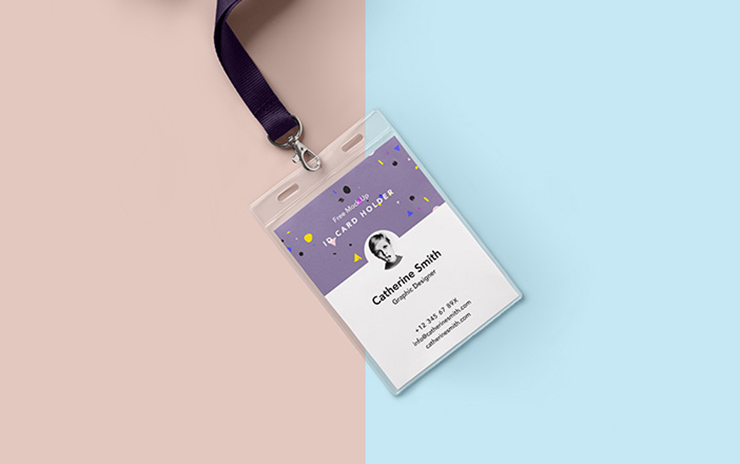 Free Mock Up
ID CARD HOLDER
Catherine Smith
Graphic Designer
+12 345 67 89X
info@catherinesmith.com
catherinesmith.com